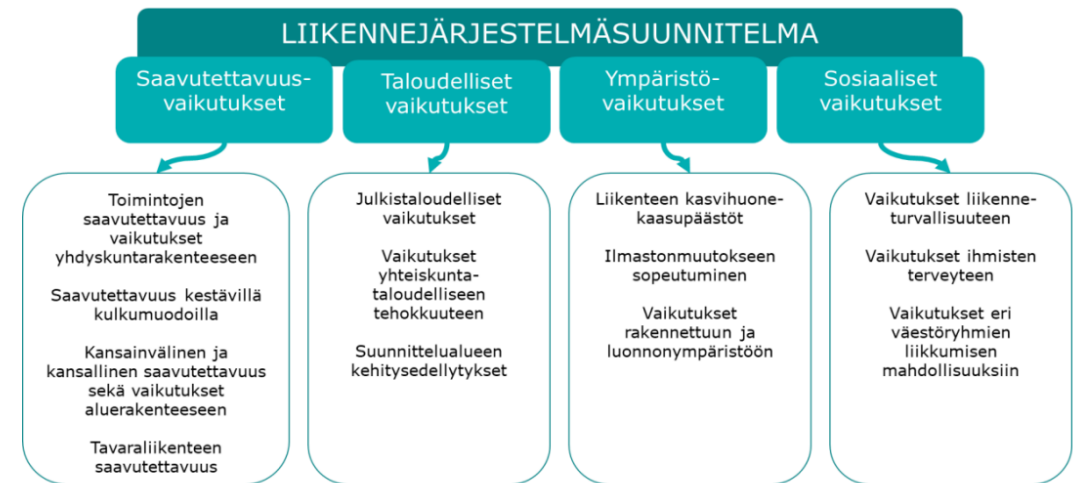 LIIKENNEJÄRJESTELMÄSUUNNITELMA
Saavutettavuus-
vaikutukset
Taloudelliset
vaikutukset
Ympäristö-
vaikutukset
Sosiaaliset
vaikutukset
Toimintojen
saavutettavuus ja
vaikutukset
yhdyskuntarakenteeseen
Saavutettavuus kestävillä
kulkumuodoilla
Kansainvälinen ja
kansallinen saavutettavuus
sekä vaikutukset
aluerakenteeseen
Tavaraliikenteen
saavutettavuus
Julkistaloudelliset
vaikutukset
Vaikutukset
yhteiskunta-
taloudelliseen
tehokkuuteen
Suunnittelualueen
kehitysedellytykset
Liikenteen kasvihuone-
kaasupäästöt
Ilmastonmuutokseen
sopeutuminen
Vaikutukset
rakennettuun ja
luonnonympäristöön
Vaikutukset liikenne-
turvallisuuteen
Vaikutukset ihmisten
terveyteen
Vaikutukset eri
väestöryhmien
liikkumisen
mahdollisuuksiin